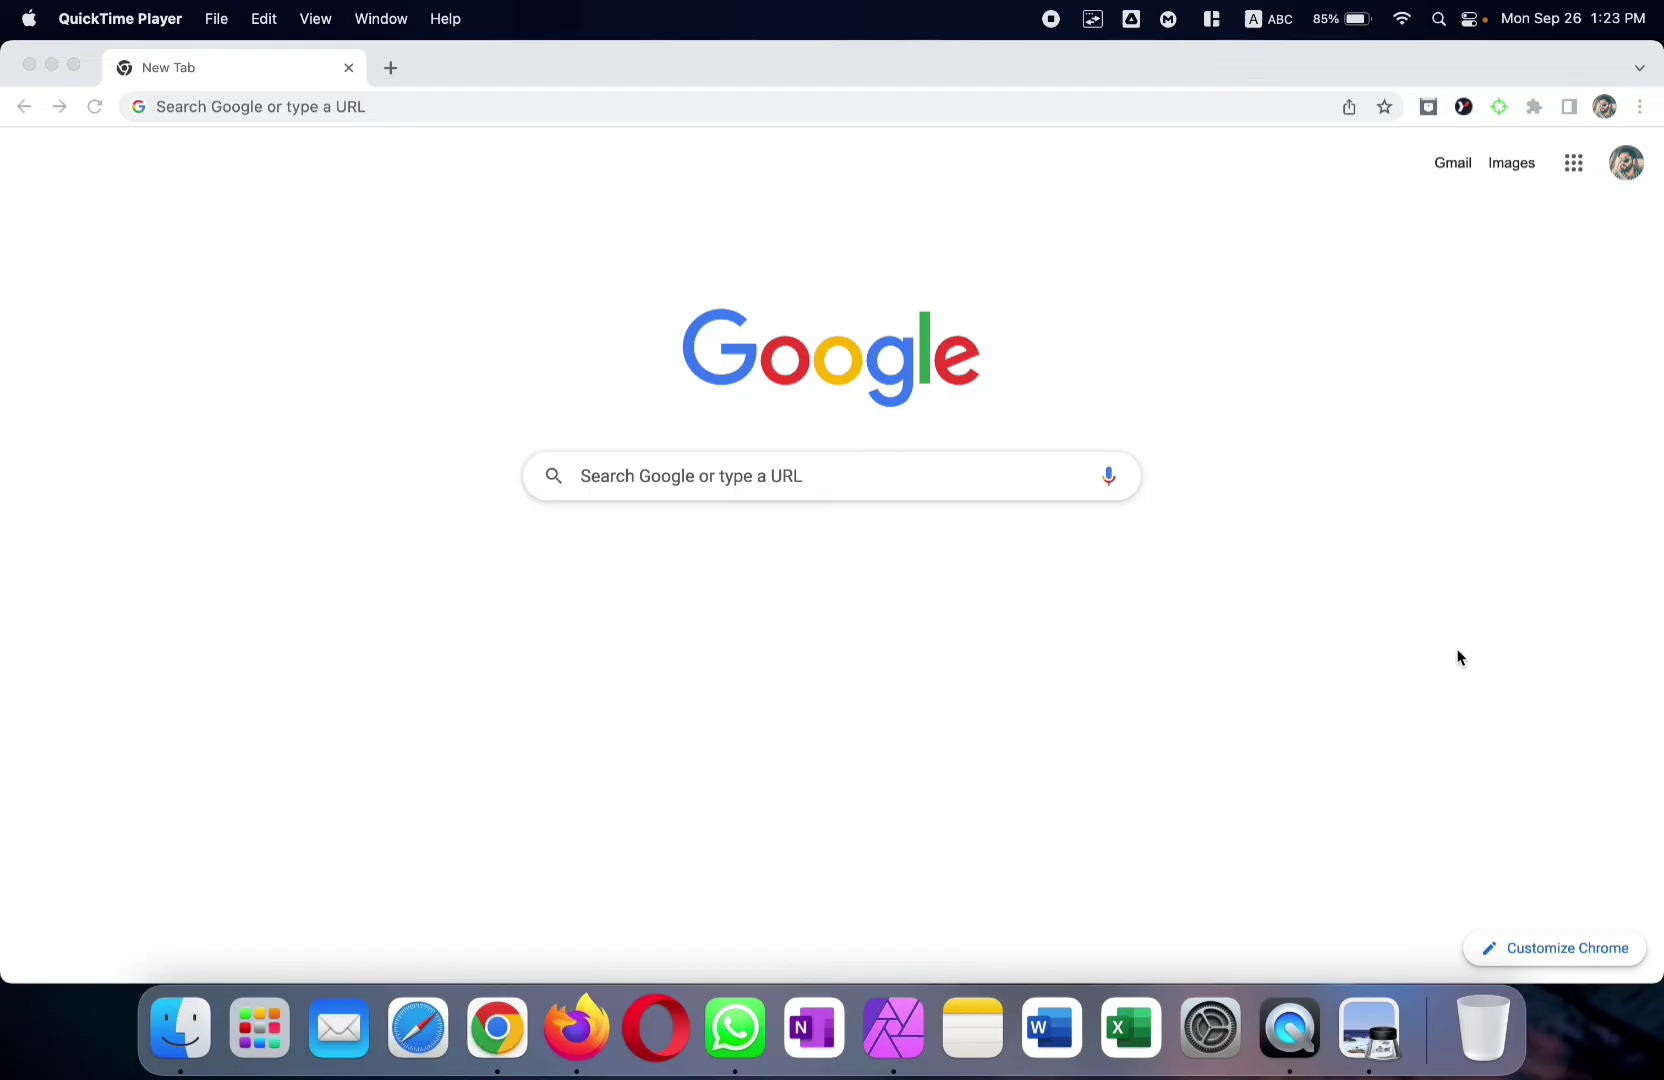 QuickTime Player File Edit View Window Help A ABC 85% Mon Sep 26 1:23 PM
New Tab
Search Google or type a URL
Gmail Images
Google
Search Google or type a URL
Customize Chrome
N W X